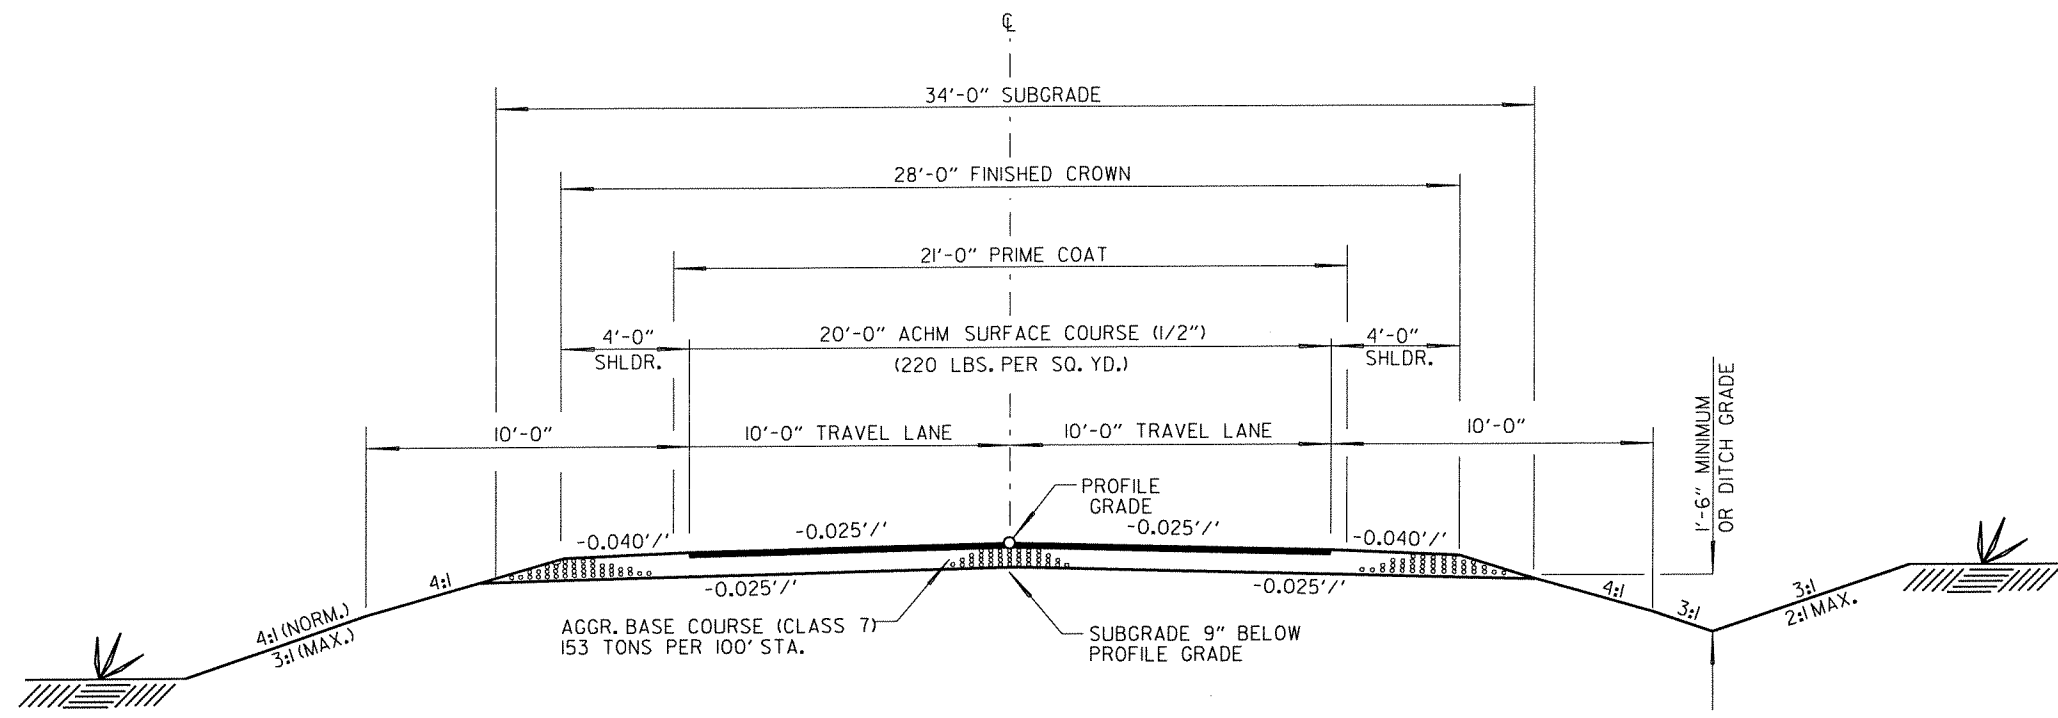 ℄
34'-0" SUBGRADE
28'-0" FINISHED CROWN
21'-0" PRIME COAT
4'-0"
SHLDR.
20'-0" ACHM SURFACE COURSE (1/2")
(220 LBS. PER SQ. YD.)
4'-0"
SHLDR.
10'-0"
10'-0" TRAVEL LANE
10'-0" TRAVEL LANE
10'-0"
1'-6" MINIMUM
OR DITCH GRADE
PROFILE
GRADE
-0.040'/'
-0.025'/'
-0.025'/'
-0.040'/'
4:1
-0.025'/'
-0.025'/'
4:1
3:1
3:1
2:1 MAX.
4:1 (NORM.)
3:1 (MAX.)
AGGR. BASE COURSE (CLASS 7)
153 TONS PER 100' STA.
SUBGRADE 9" BELOW
PROFILE GRADE